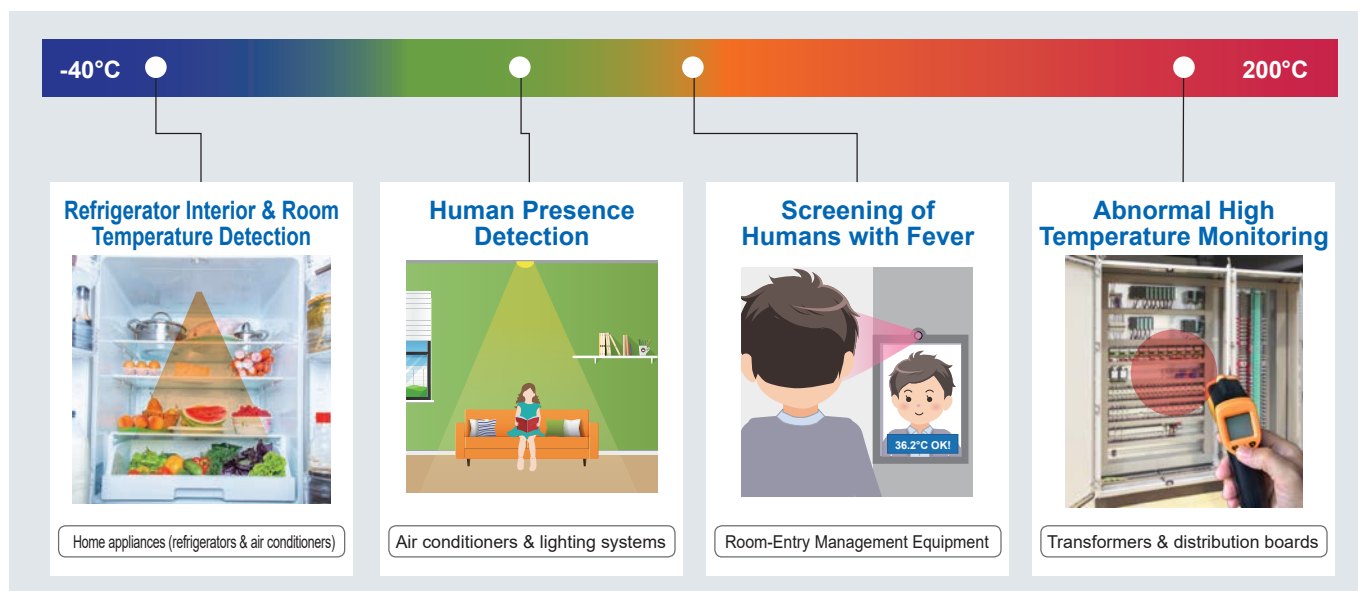 -40°C
200°C
Refrigerator Interior & Room
Temperature Detection
Home appliances (refrigerators & air conditioners)
Human Presence
Detection
Air conditioners & lighting systems
Screening of
Humans with Fever
36.2°C OK!
Room-Entry Management Equipment
Abnormal High
Temperature Monitoring
Transformers & distribution boards